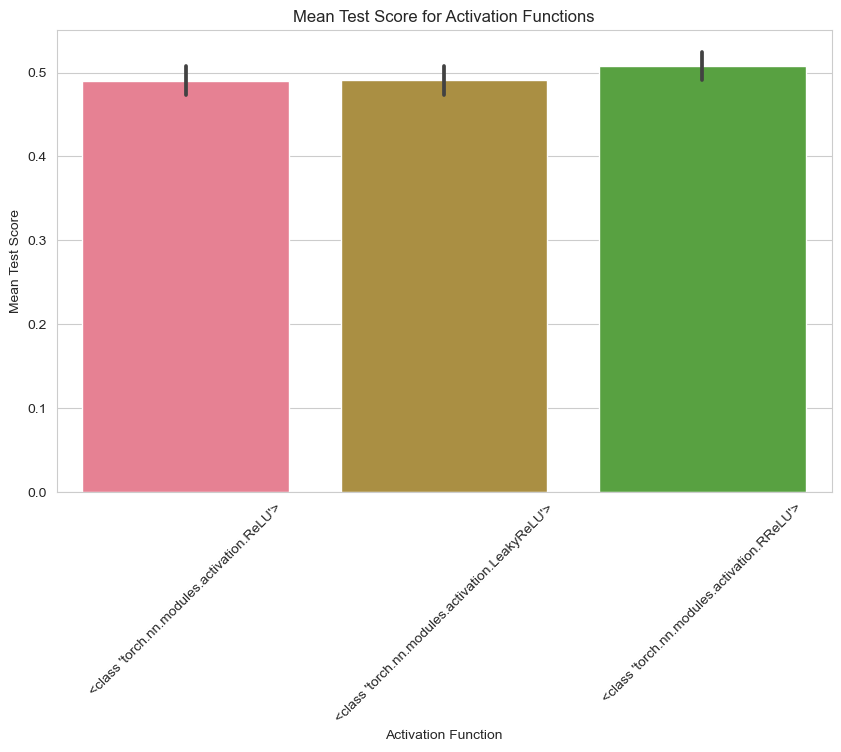 Mean Test Score for Activation Functions
Mean Test Score
0.5
0.4
0.3
0.2
0.1
0.0
<class 'torch.nn.modules.activation.ReLU'>
<class 'torch.nn.modules.activation.LeakyReLU'>
<class 'torch.nn.modules.activation.RReLU'>
Activation Function